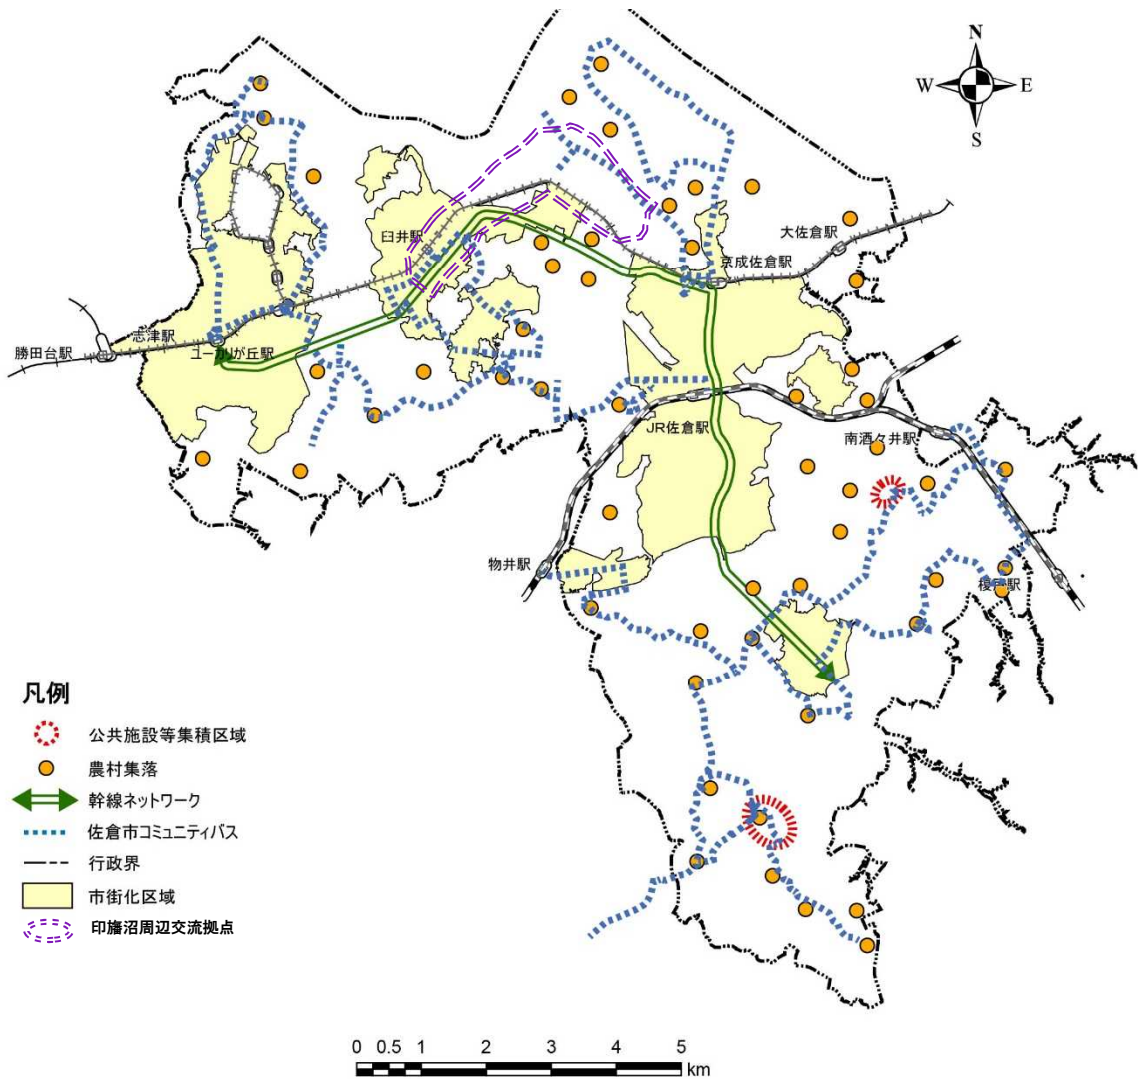 N
W
E
S
大佐倉駅
臼井駅
京成佐倉駅
志津駅
勝田台駅
ユーカリが丘駅
JR佐倉駅
南酒々井駅
物井駅
榎戸駅
凡例
公共施設等集積区域
農村集落
幹線ネットワーク
佐倉市コミュニティバス
行政界
市街化区域
印旛沼周辺交流拠点
0 0.5 1 2 3 4 5
km